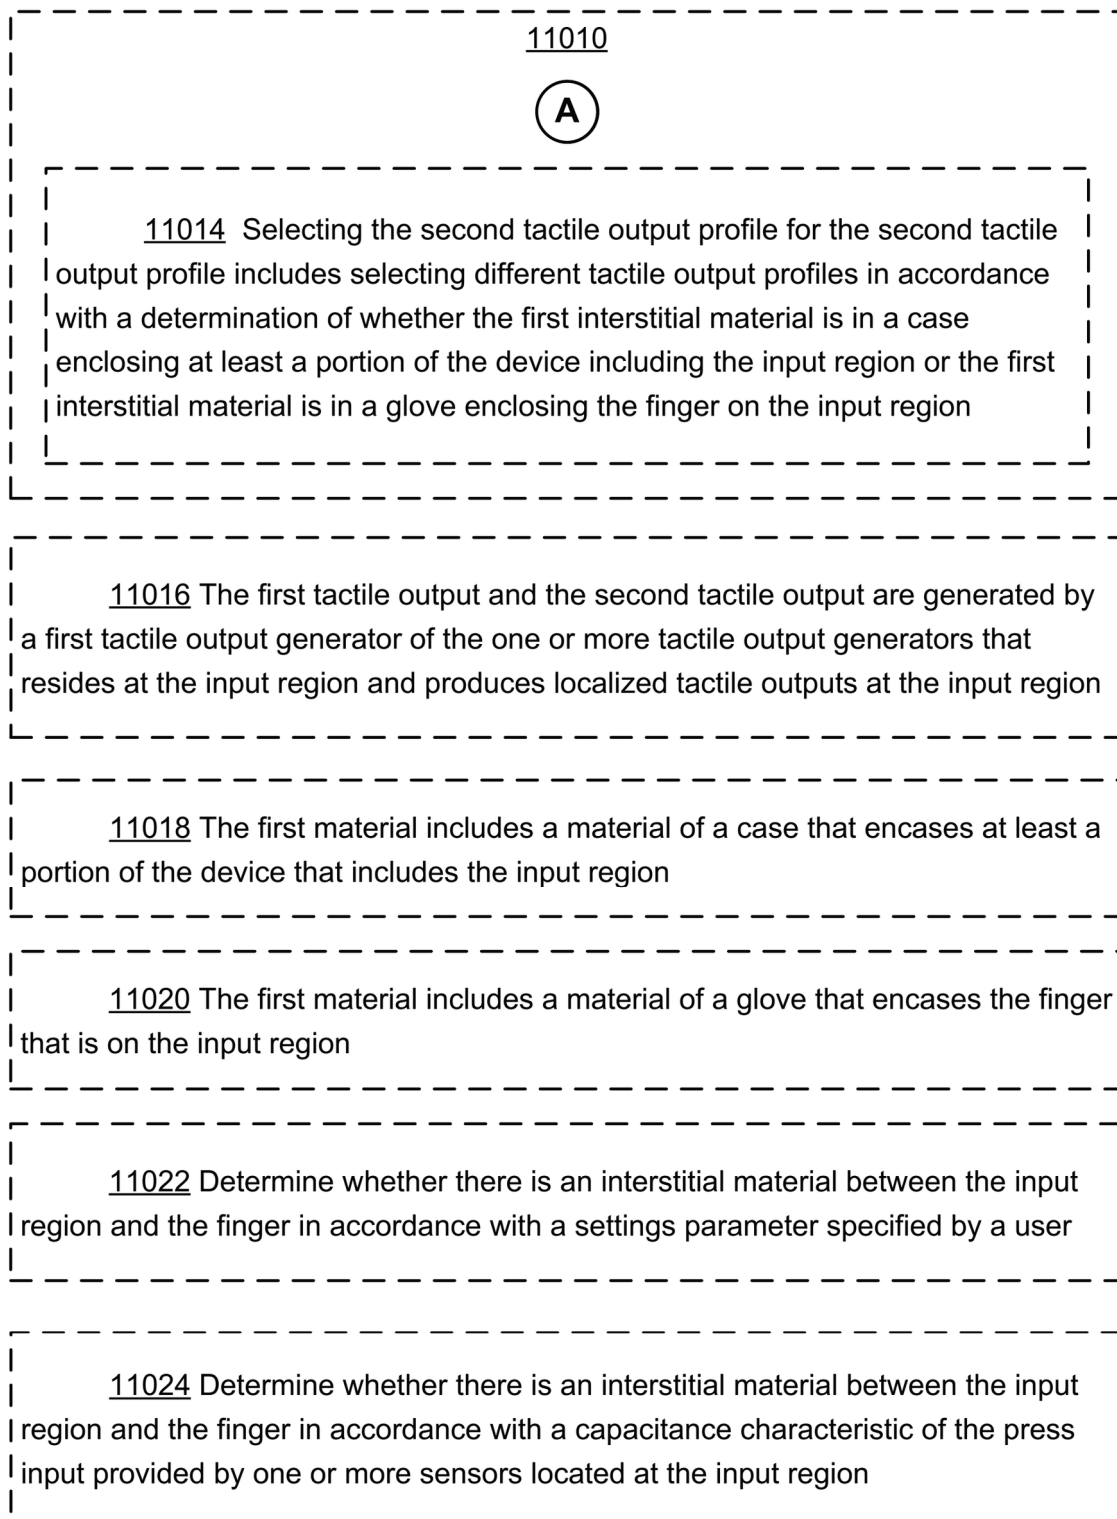 11010
A
11014 Selecting the second tactile output profile for the second tactile
output profile includes selecting different tactile output profiles in accordance
with a determination of whether the first interstitial material is in a case
enclosing at least a portion of the device including the input region or the first
interstitial material is in a glove enclosing the finger on the input region
11016 The first tactile output and the second tactile output are generated by
a first tactile output generator of the one or more tactile output generators that
resides at the input region and produces localized tactile outputs at the input region
11018 The first material includes a material of a case that encases at least a
portion of the device that includes the input region
11020 The first material includes a material of a glove that encases the finger
that is on the input region
11022 Determine whether there is an interstitial material between the input
region and the finger in accordance with a settings parameter specified by a user
11024 Determine whether there is an interstitial material between the input
region and the finger in accordance with a capacitance characteristic of the press
input provided by one or more sensors located at the input region